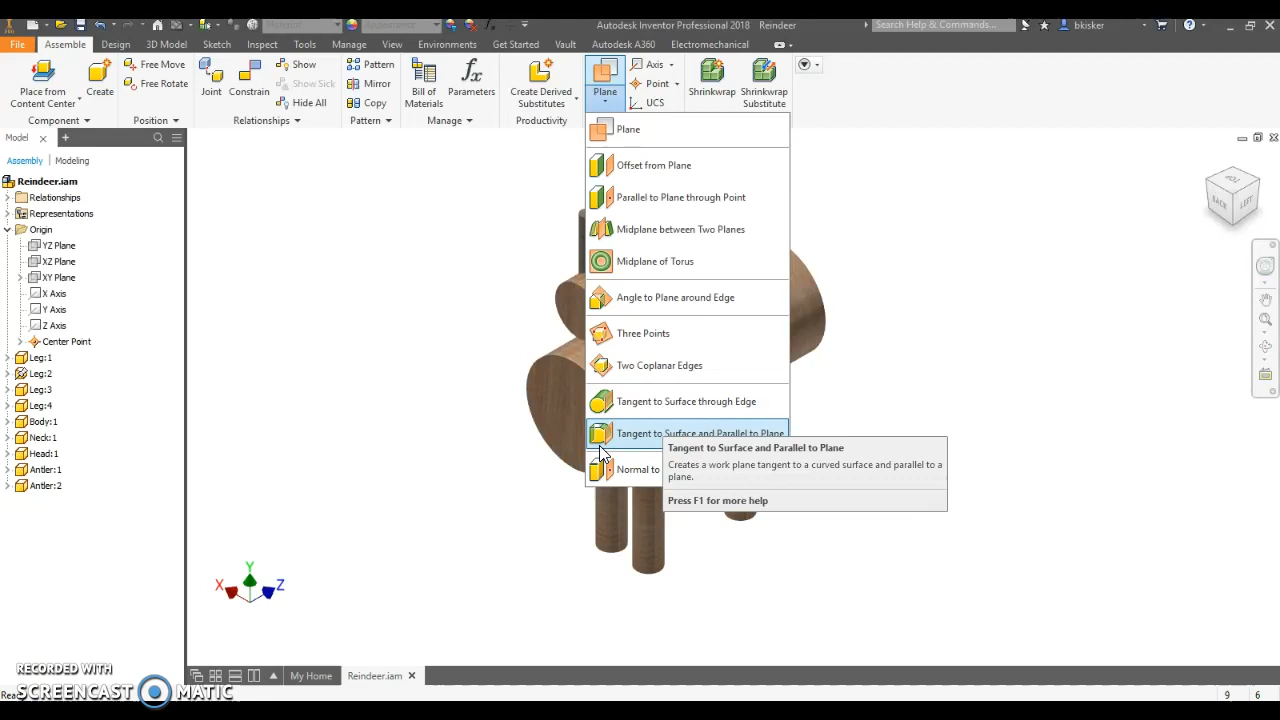 Material
Appearance
Autodesk Inventor Professional 2018 Reindeer
Search Help & Commands...
bkisker
File Assemble Design 3D Model Sketch Inspect Tools Manage View Environments Get Started Vault Autodesk A360 Electromechanical
Place from
Content Center
Create
Component
Free Move
Free Rotate
Position
Joint
Constrain
Show
Show Sick
Hide All
Relationships
Pattern
Mirror
Copy
Pattern
Bill of
Materials
Parameters
Manage
Create Derived
Substitutes
Productivity
Plane
Axis
Point
UCS
Shrinkwrap
Shrinkwrap
Substitute
Model
Assembly Modeling
Reindeer.iam
Relationships
Representations
Origin
YZ Plane
XZ Plane
XY Plane
X Axis
Y Axis
Z Axis
Center Point
Leg:1
Leg:2
Leg:3
Leg:4
Body:1
Neck:1
Head:1
Antler:1
Antler:2
Plane
Offset from Plane
Parallel to Plane through Point
Midplane between Two Planes
Midplane of Torus
Angle to Plane around Edge
Three Points
Two Coplanar Edges
Tangent to Surface through Edge
Tangent to Surface and Parallel to Plane
Normal to
Tangent to Surface and Parallel to Plane
Creates a work plane tangent to a curved surface and parallel to a
plane.
Press F1 for more help
BACK
LEFT
X
Y
Z
My Home
Reindeer.iam
RECORDED WITH
SCREENCAST MATIC
9 6